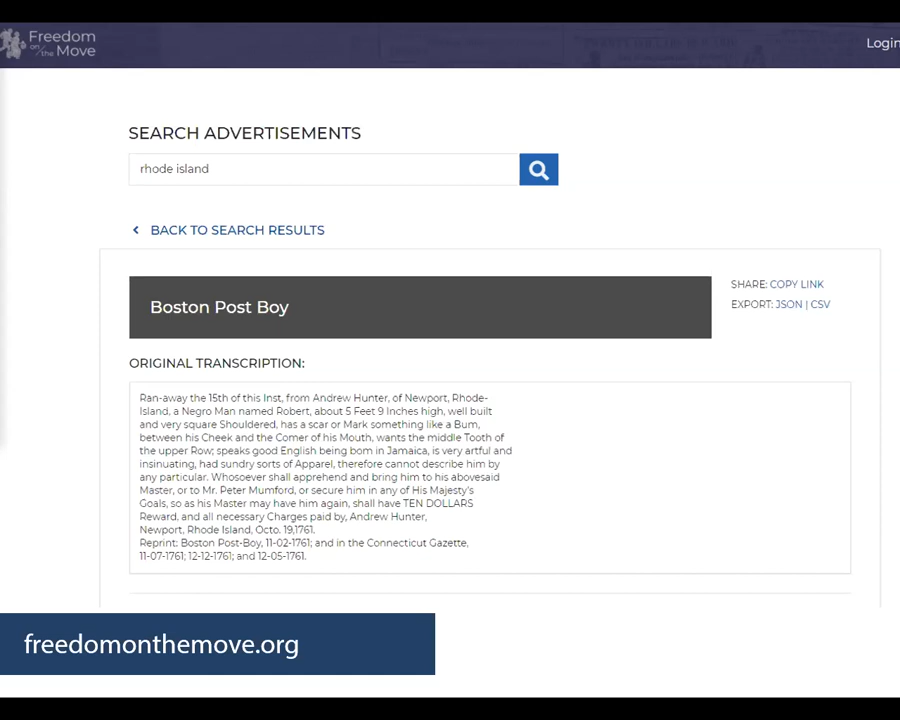 Freedom
on the
Move
Login
SEARCH ADVERTISEMENTS
rhode island
BACK TO SEARCH RESULTS
Boston Post Boy
SHARE: COPY LINK
EXPORT: JSON | CSV
ORIGINAL TRANSCRIPTION:
Ran-away the 15th of this Inst, from Andrew Hunter, of Newport, Rhode-
Island, a Negro Man named Robert, about 5 Feet 9 Inches high, well built
and very square Shouldered, has a scar or Mark something like a Bum,
between his Cheek and the Comer of his Mouth, wants the middle Tooth of
the upper Row; speaks good English being bom in Jamaica, is very artful and
insinuating, had sundry sorts of Apparel, therefore cannot describe him by
any particular. Whosoever shall apprehend and bring him to his abovesaid
Master, or to Mr. Peter Mumford, or secure him in any of His Majesty's
Goals, so as his Master may have him again, shall have TEN DOLLARS
Reward, and all necessary Charges paid by, Andrew Hunter,
Newport, Rhode Island, Octo. 19,1761.
Reprint: Boston Post-Boy, 11-02-1761; and in the Connecticut Gazette,
11-07-1761; 12-12-1761; and 12-05-1761.
freedomonthemove.org